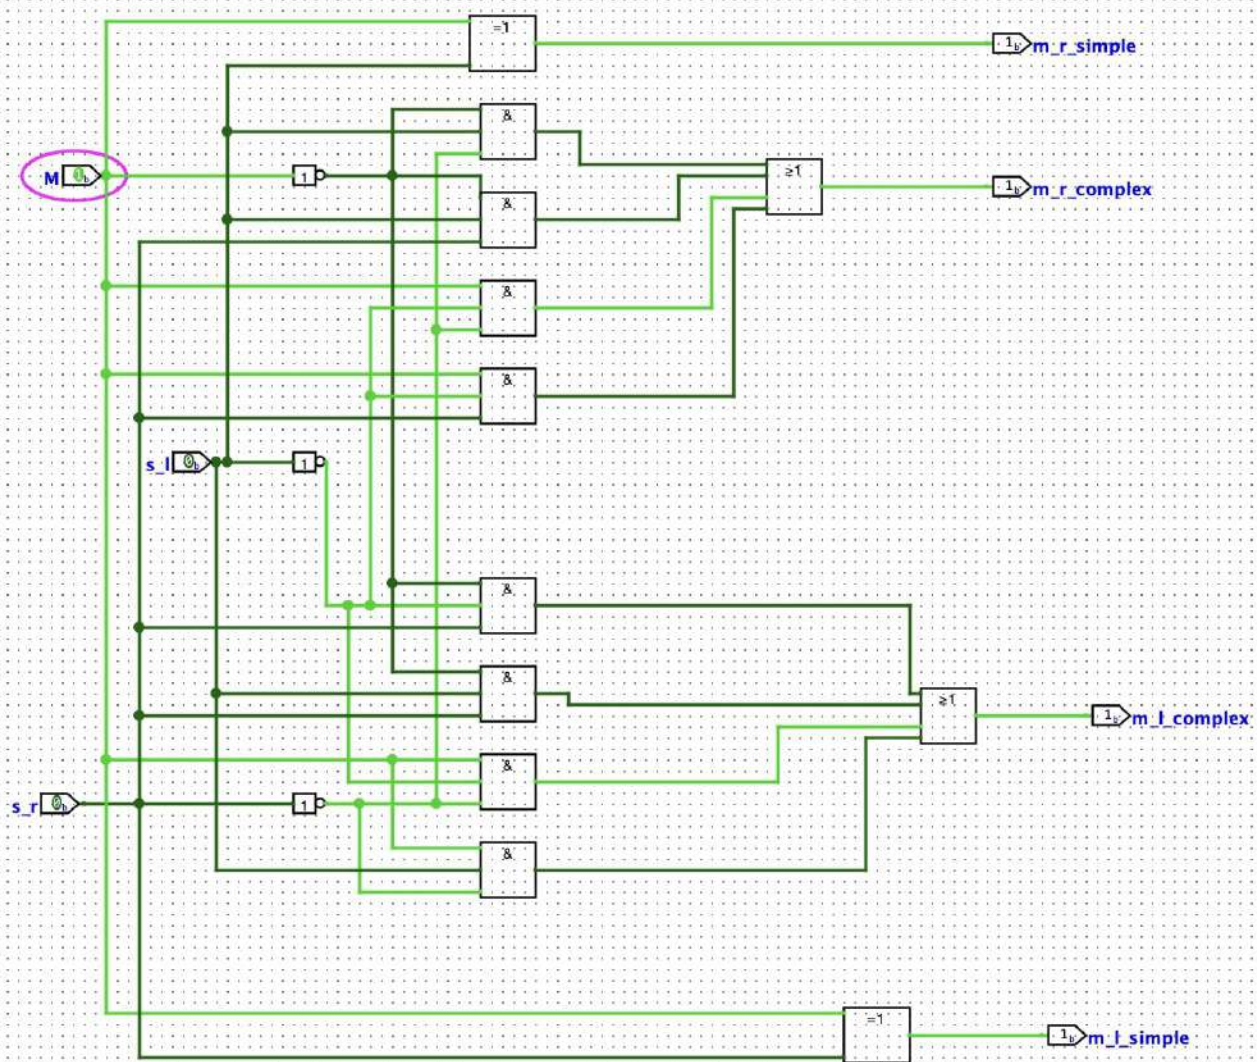 =1
1b m_r_simple
&
M 1b
1
≥1
1b m_r_complex
&
&
&
s_l 0b
1
&
&
≥1
1b m_l_complex
&
s_r 0b
1
&
=1
1b m_l_simple